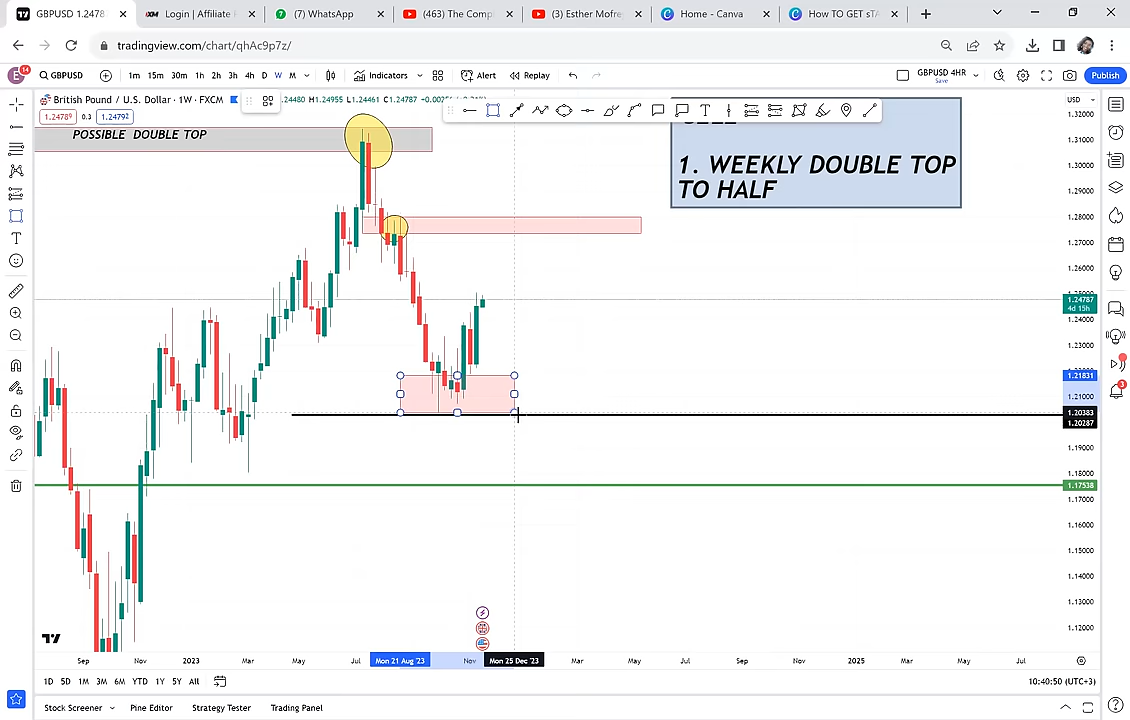 GBPUSD 1.2478
Login | Affiliate
(7) WhatsApp
(463) The Comp
(3) Esther Mofre
Home - Canva
How TO GET sTA
tradingview.com/chart/qhAc9p7z/
E
14
GBPUSD
1m 15m 30m 1h 2h 3h 4h D W M
Indicators
Alert
Replay
GBPUSD 4HR
Save
Publish
British Pound / U.S. Dollar · 1W · FXCM
.24480 H1.24955 L1.24461 C1.24787
1.24789 0.3 1.24792
USD
POSSIBLE DOUBLE TOP
1. WEEKLY DOUBLE TOP
TO HALF
1.32000
1.31000
1.30000
1.29000
1.28000
1.27000
1.26000
1.24787
4d 15h
1.24000
1.23000
1.21831
1.21000
1.20383
1.20287
1.19000
1.18000
1.17538
1.17000
1.16000
1.15000
1.14000
1.13000
1.12000
3
Sep Nov 2023 Mar May Jul Mon 21 Aug '23 Nov Mon 25 Dec '23 Mar May Jul Sep Nov 2025 Mar May Jul
1D 5D 1M 3M 6M YTD 1Y 5Y All
10:40:50 (UTC+3)
Stock Screener
Pine Editor
Strategy Tester
Trading Panel